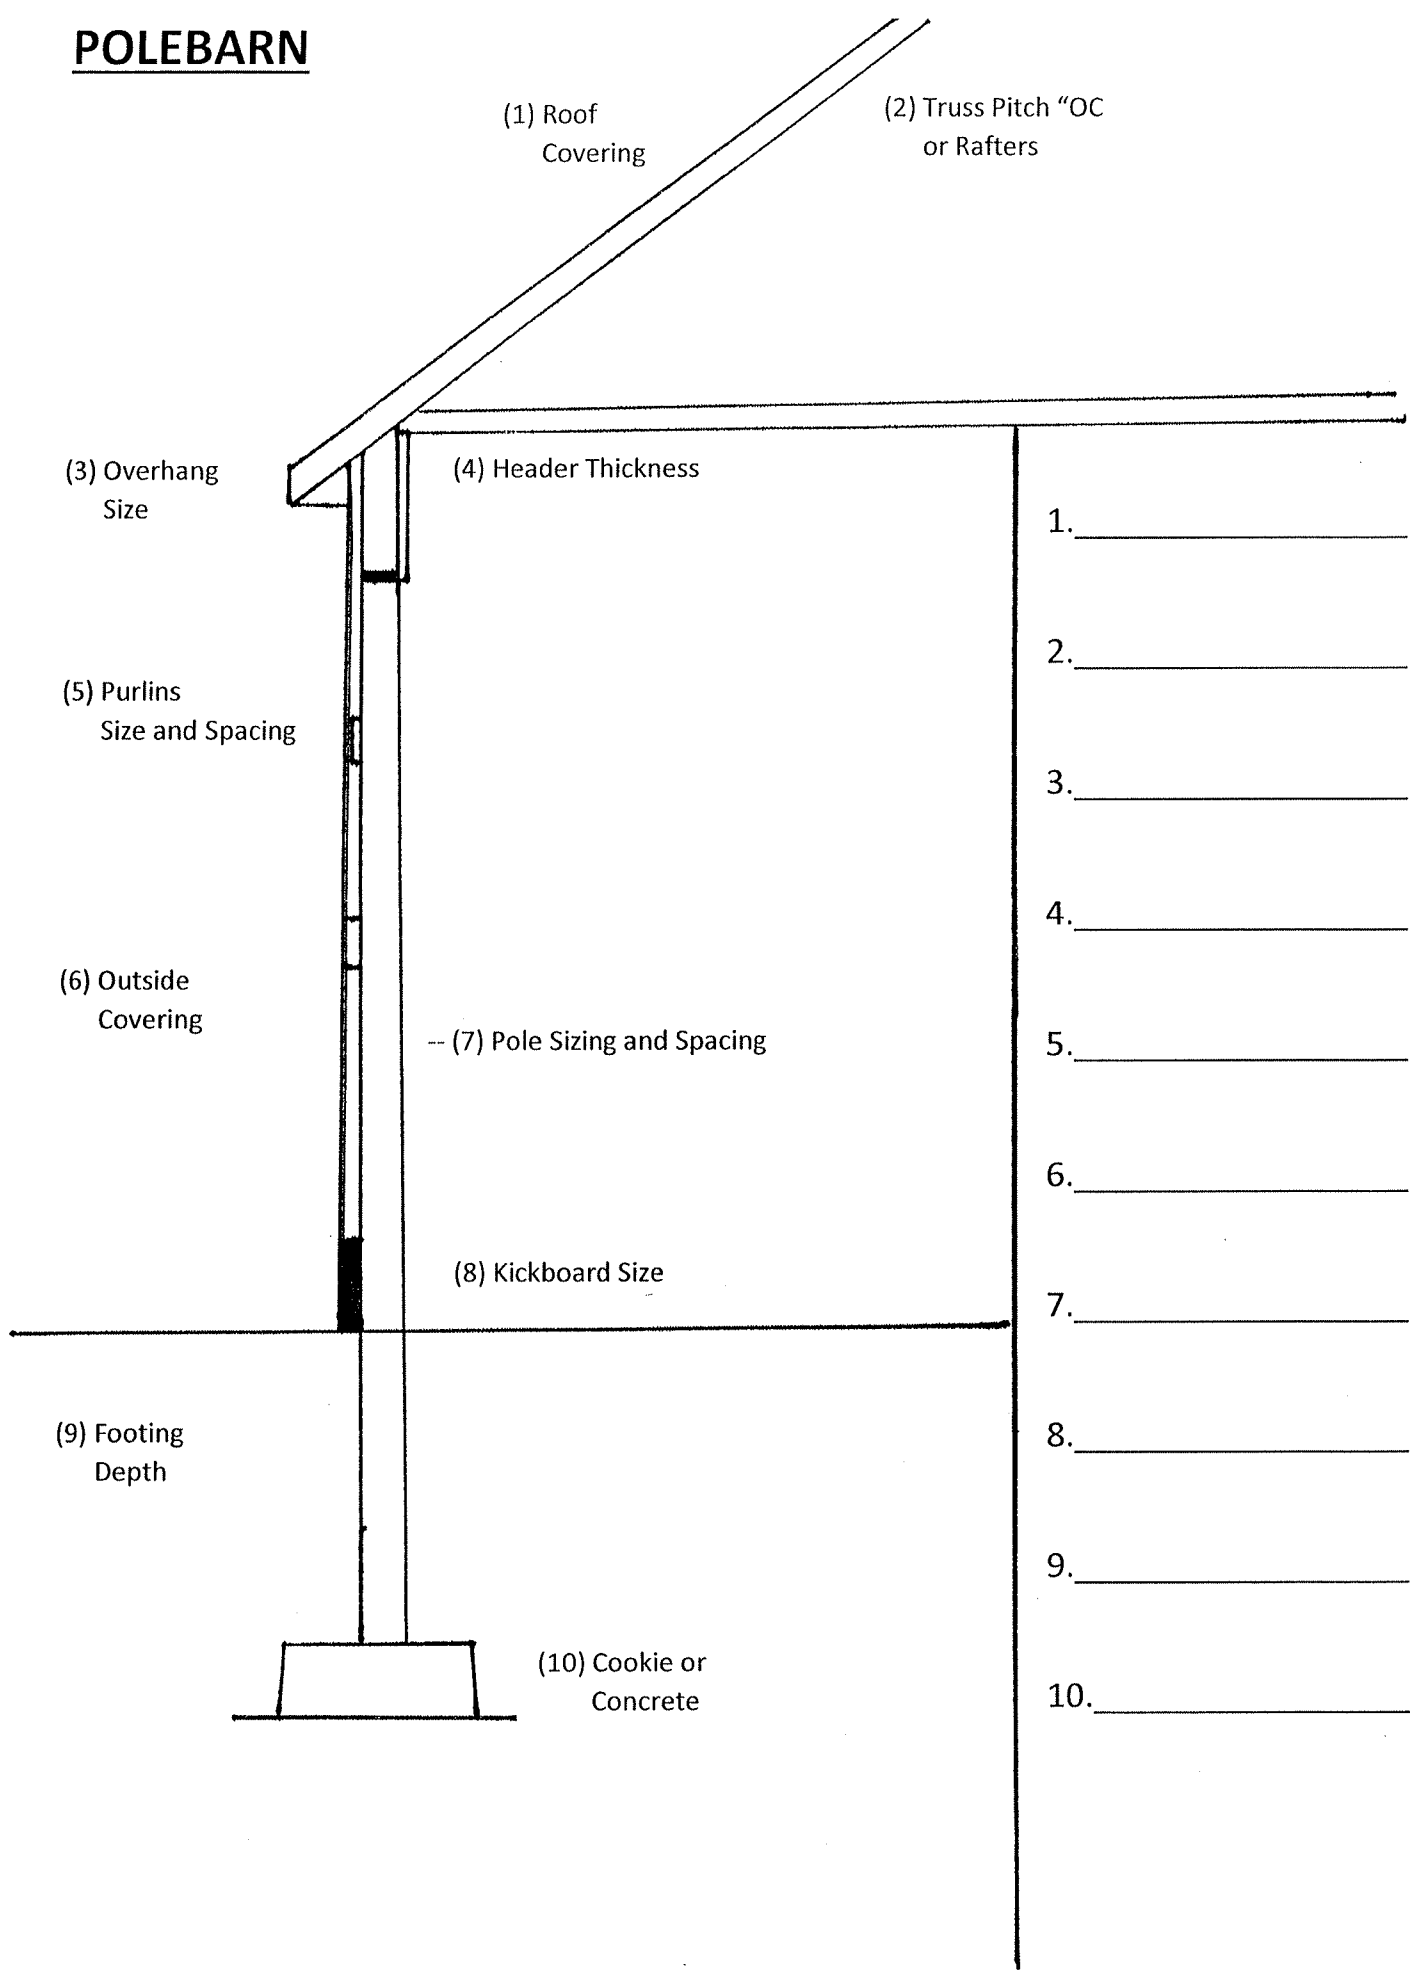 POLEBARN
(1) Roof
Covering
(2) Truss Pitch “OC
or Rafters
(3) Overhang
Size
(4) Header Thickness
1.
2.
(5) Purlins
Size and Spacing
3.
4.
(6) Outside
Covering
-- (7) Pole Sizing and Spacing
5.
6.
(8) Kickboard Size
7.
(9) Footing
Depth
8.
9.
(10) Cookie or
Concrete
10.